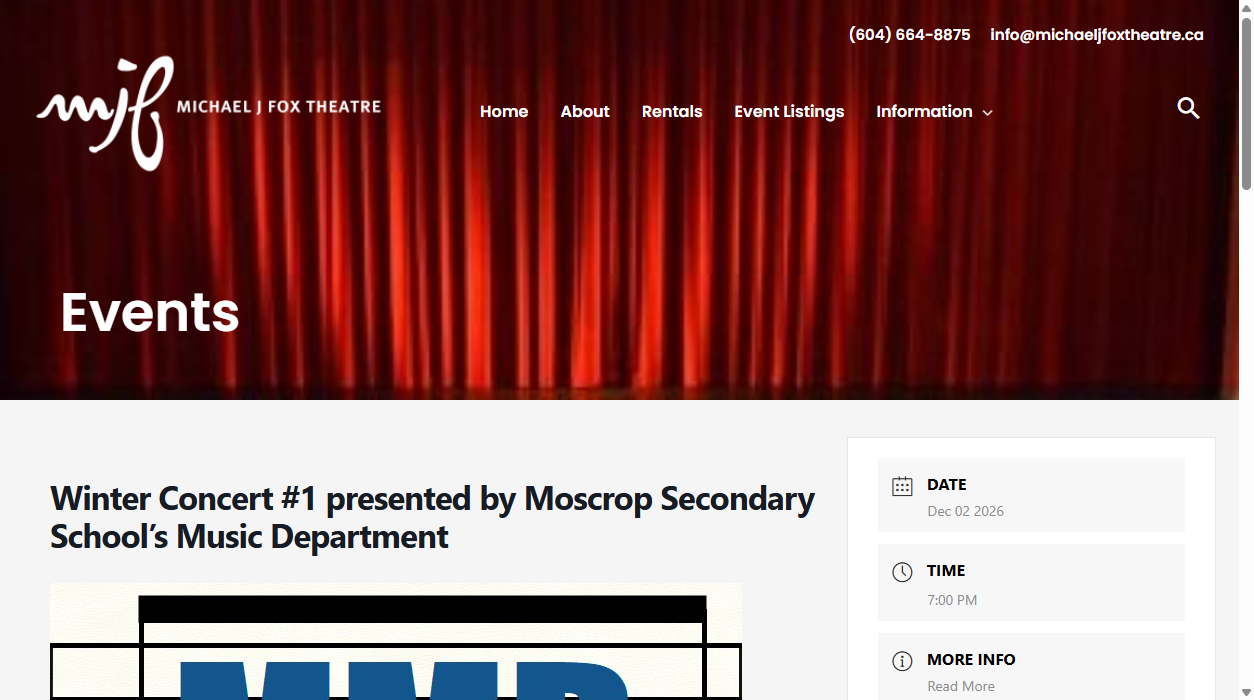 (604) 664-8875 info@michaeljfoxtheatre.ca
mjf MICHAEL J FOX THEATRE
Home About Rentals Event Listings Information
Events
Winter Concert #1 presented by Moscrop Secondary
School’s Music Department
DATE
Dec 02 2026
TIME
7:00 PM
MORE INFO
Read More